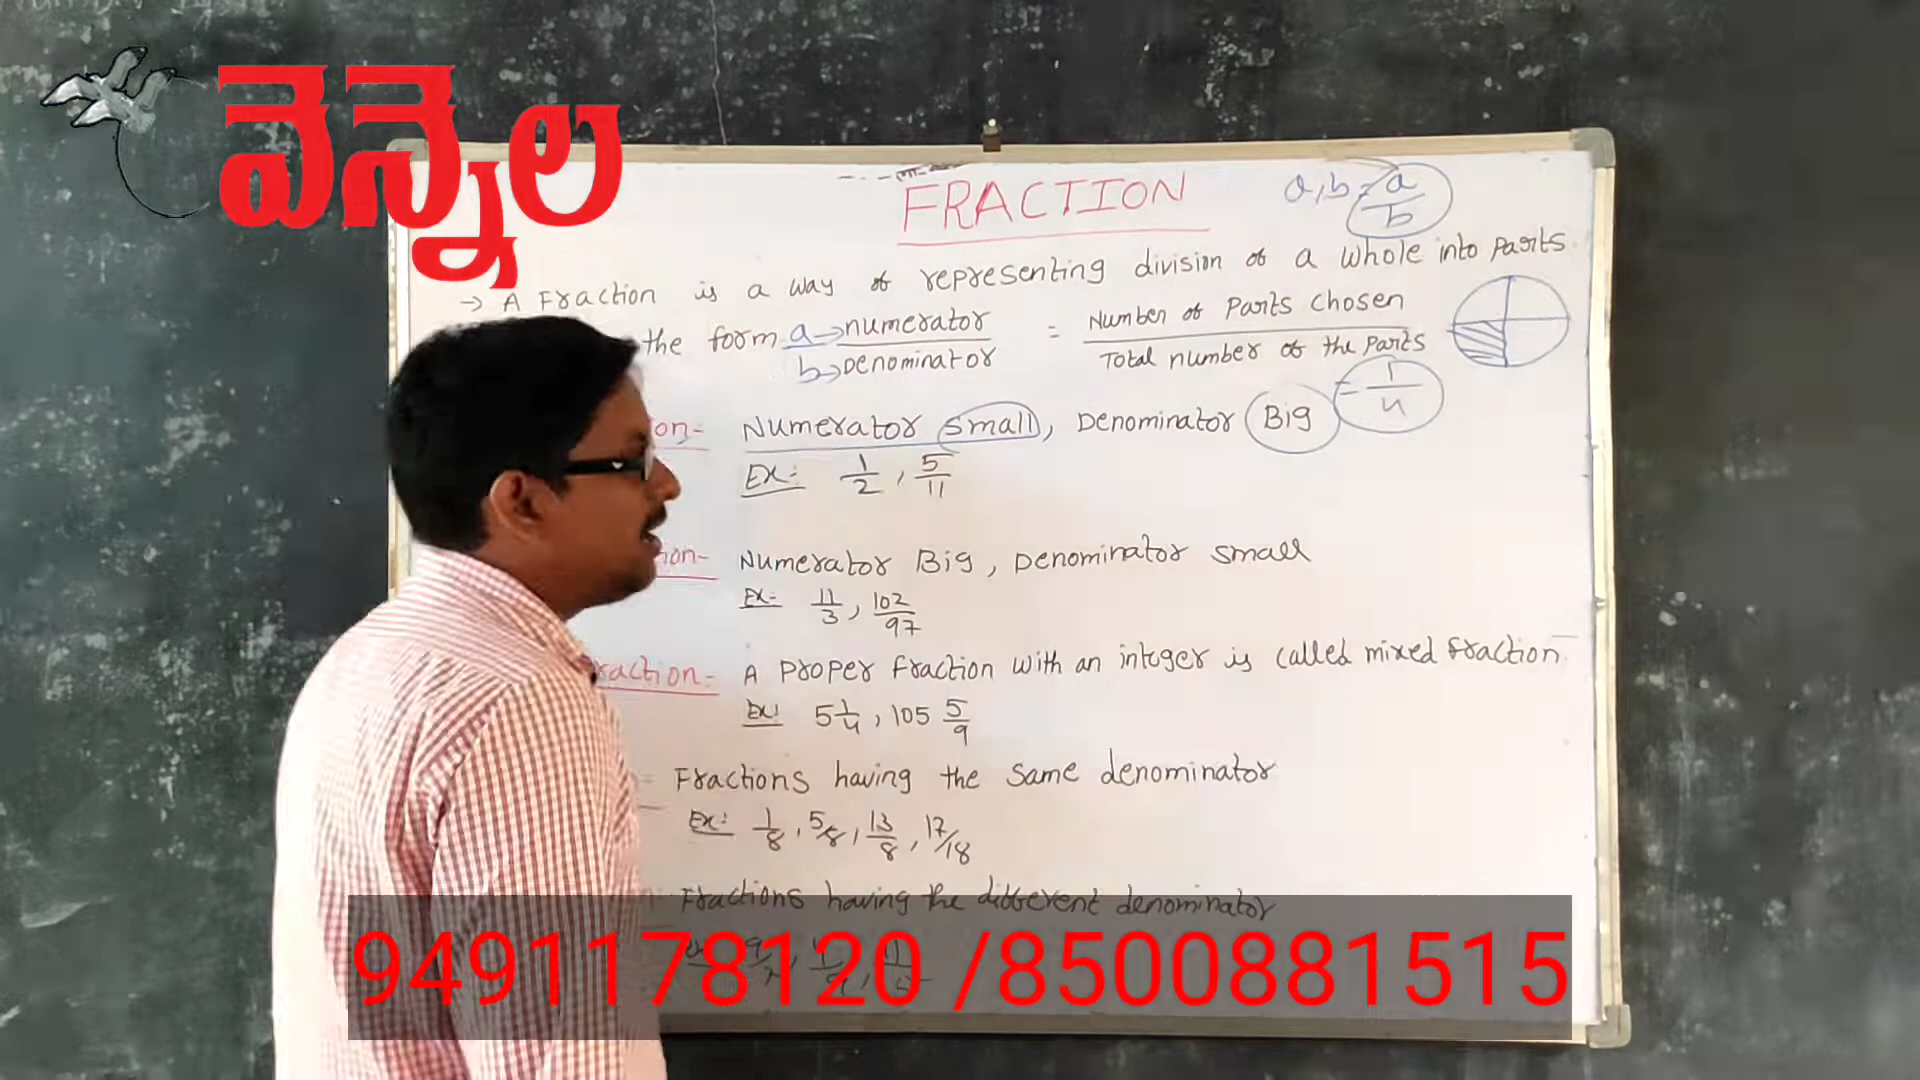 వెన్నెల
FRACTION
a,b = a/b
→ A Fraction is a way of representing division of a whole into parts
the form a→numerator / b→Denominator = Number of Parts chosen / Total number of the Parts
= 1/4
on:- Numerator small, Denominator Big
Ex:- 1/2, 5/11
ion- Numerator Big, Denominator small
Ex- 11/3, 102/97
raction:- A Proper fraction with an integer is called mixed fraction
Ex: 5 1/4, 105 5/9
Fractions having the same denominator
Ex: 1/8, 5/8, 13/8, 17/18
Fractions having the different denominator
9491178120 /8500881515